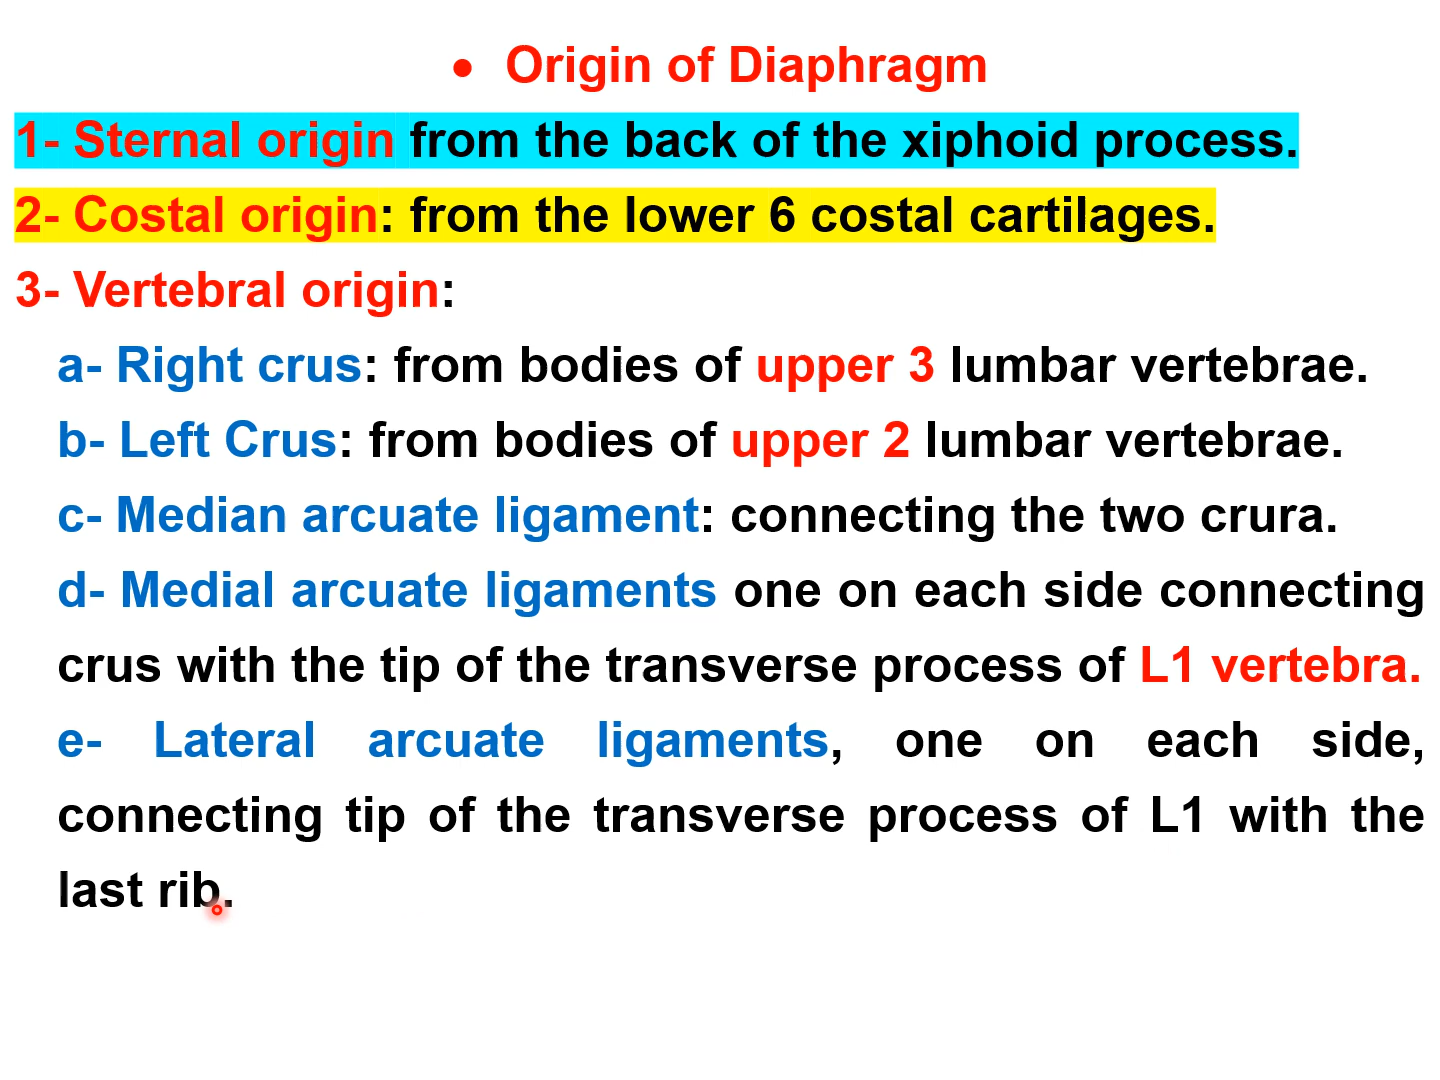 • Origin of Diaphragm
1- Sternal origin from the back of the xiphoid process.
2- Costal origin: from the lower 6 costal cartilages.
3- Vertebral origin:
a- Right crus: from bodies of upper 3 lumbar vertebrae.
b- Left Crus: from bodies of upper 2 lumbar vertebrae.
c- Median arcuate ligament: connecting the two crura.
d- Medial arcuate ligaments one on each side connecting
crus with the tip of the transverse process of L1 vertebra.
e- Lateral arcuate ligaments, one on each side,
connecting tip of the transverse process of L1 with the
last rib.